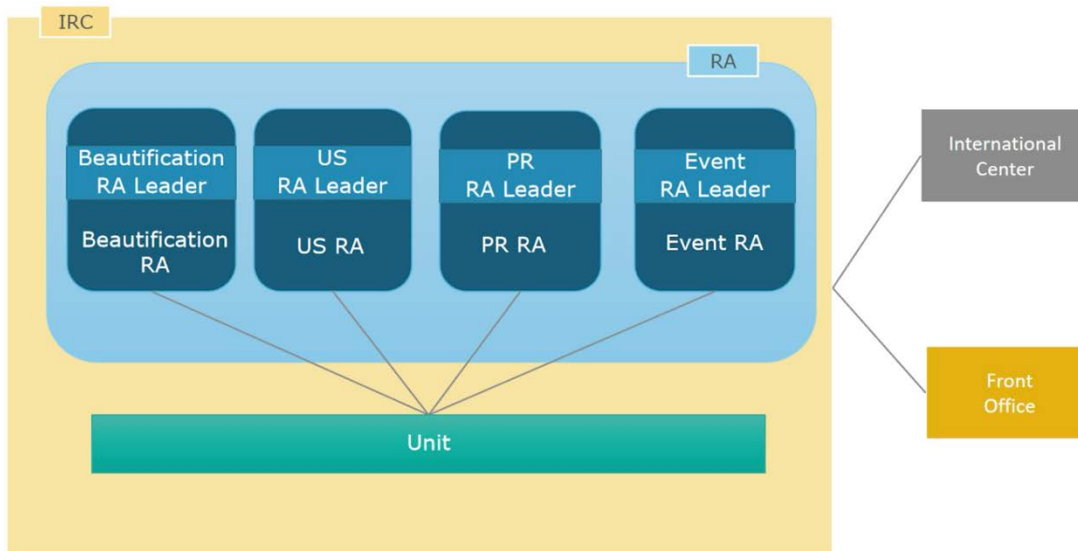 IRC
RA
Beautification
RA Leader
Beautification
RA
US
RA Leader
US RA
PR
RA Leader
PR RA
Event
RA Leader
Event RA
Unit
International
Center
Front
Office